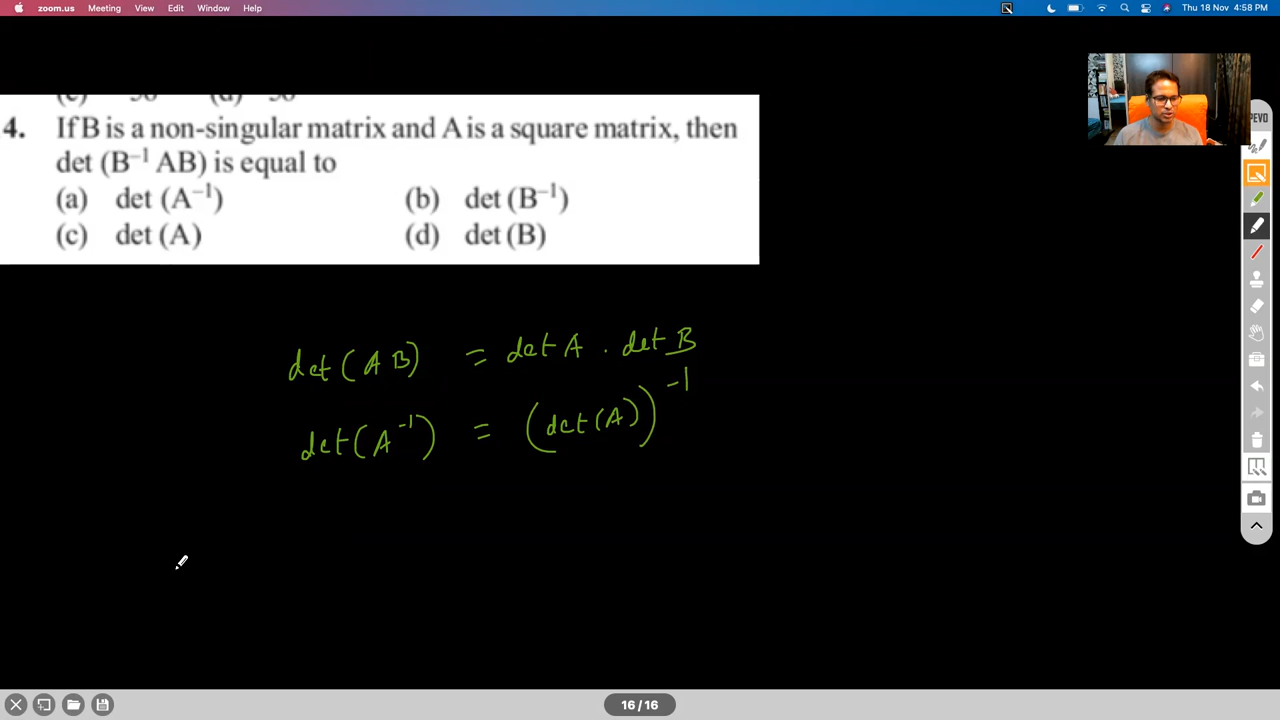 zoom.us Meeting View Edit Window Help Thu 18 Nov 4:58 PM
4. If B is a non-singular matrix and A is a square matrix, then
det (B⁻¹ AB) is equal to
(a) det (A⁻¹) (b) det (B⁻¹)
(c) det (A) (d) det (B)
det(AB) = det A . det B
det(A⁻¹) = (det(A))⁻¹
16 / 16